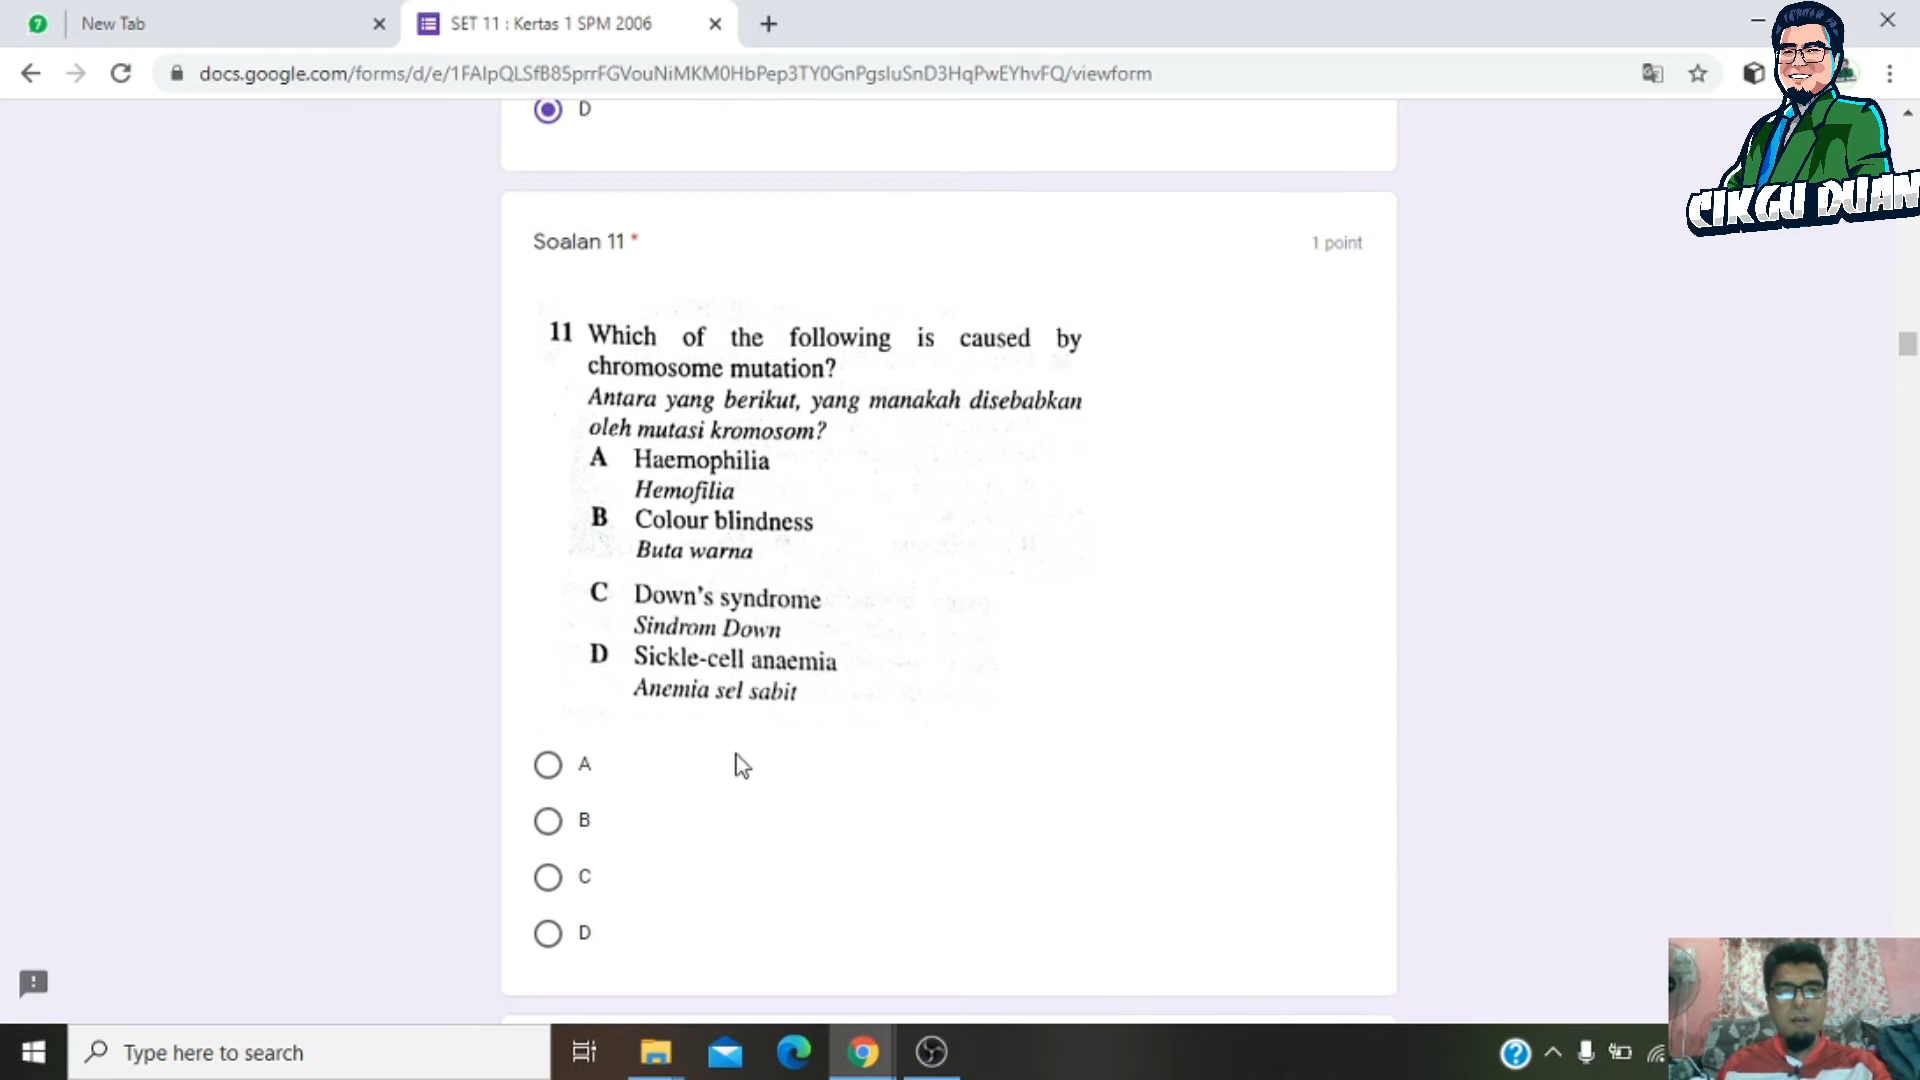 7
New Tab
SET 11 : Kertas 1 SPM 2006
docs.google.com/forms/d/e/1FAIpQLSfB85prrFGVouNiMKM0HbPep3TY0GnPgsIuSnD3HqPwEYhvFQ/viewform
CIKGU DUAN
D
Soalan 11 *
1 point
11 Which of the following is caused by
chromosome mutation?
Antara yang berikut, yang manakah disebabkan
oleh mutasi kromosom?
A Haemophilia
Hemofilia
B Colour blindness
Buta warna
C Down's syndrome
Sindrom Down
D Sickle-cell anaemia
Anemia sel sabit
A
B
C
D
Type here to search